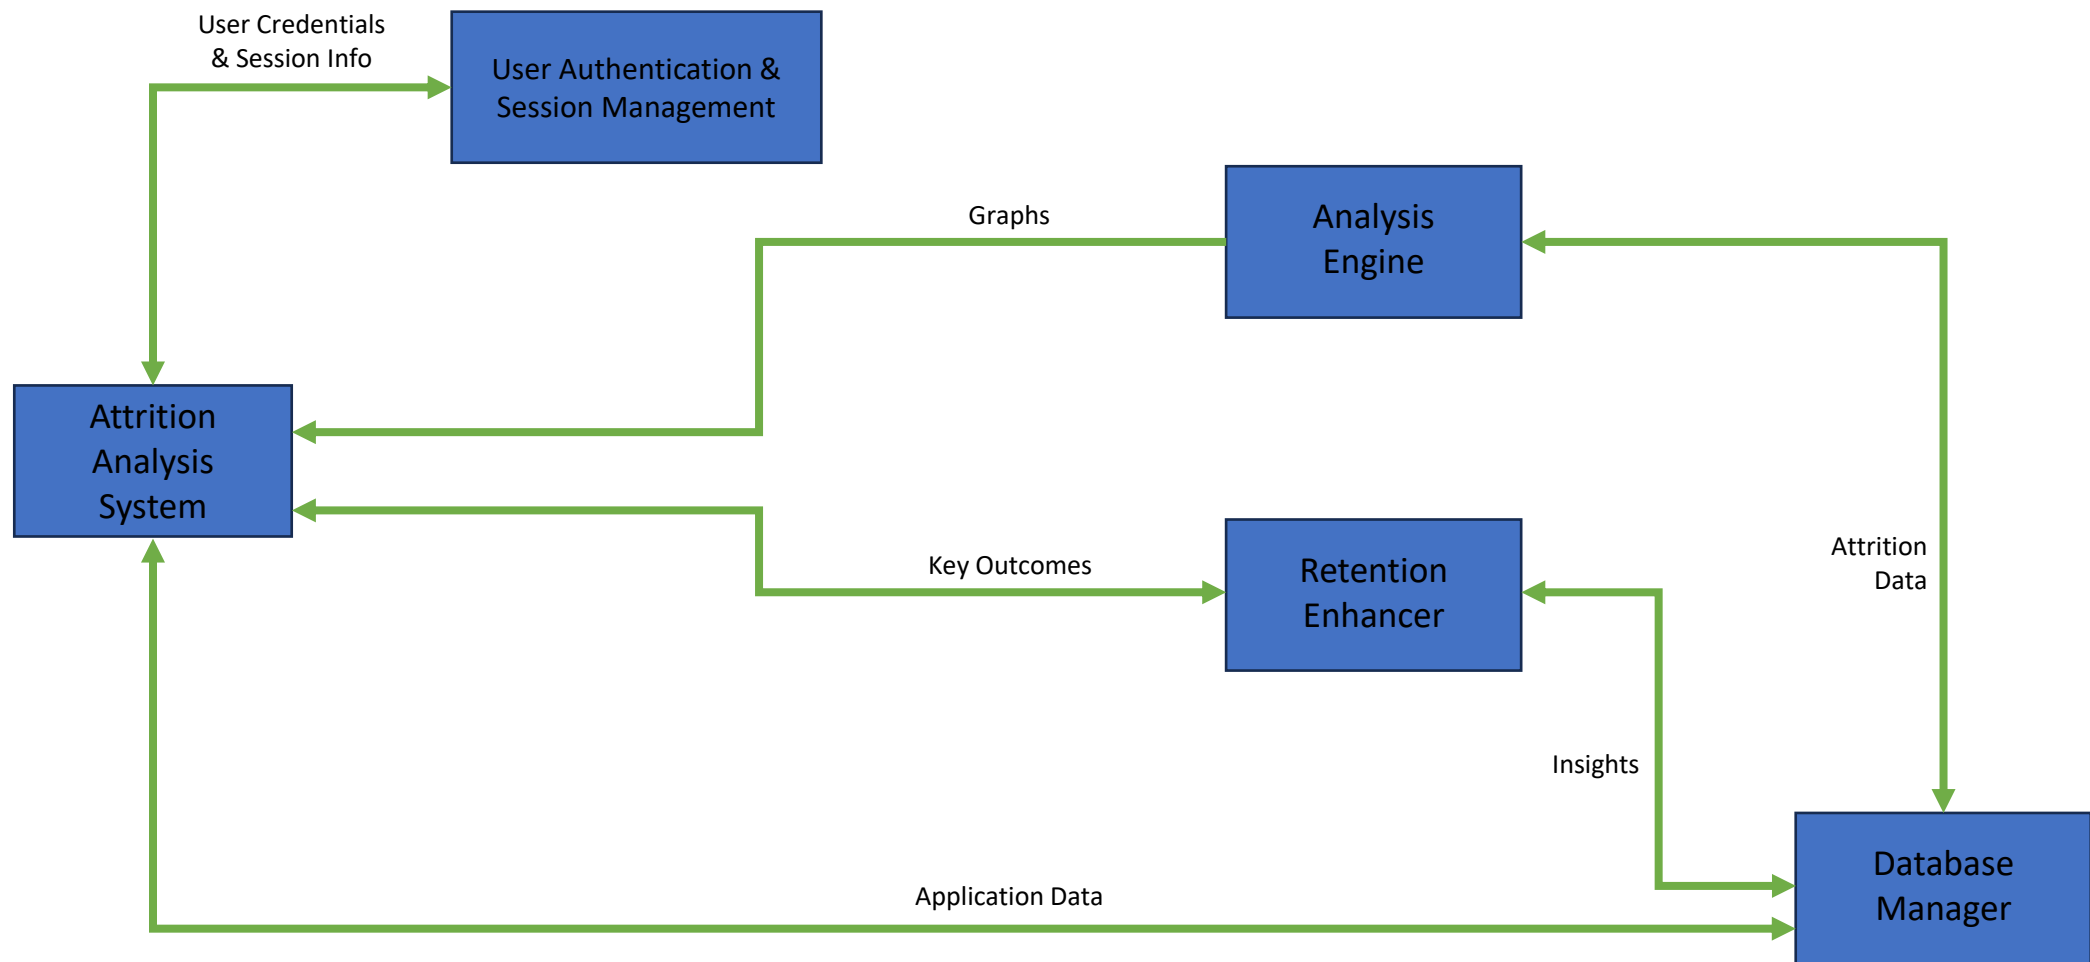 User Credentials
& Session Info
User Authentication &
Session Management
Graphs
Analysis
Engine
Attrition
Analysis
System
Key Outcomes
Retention
Enhancer
Attrition
Data
Insights
Application Data
Database
Manager